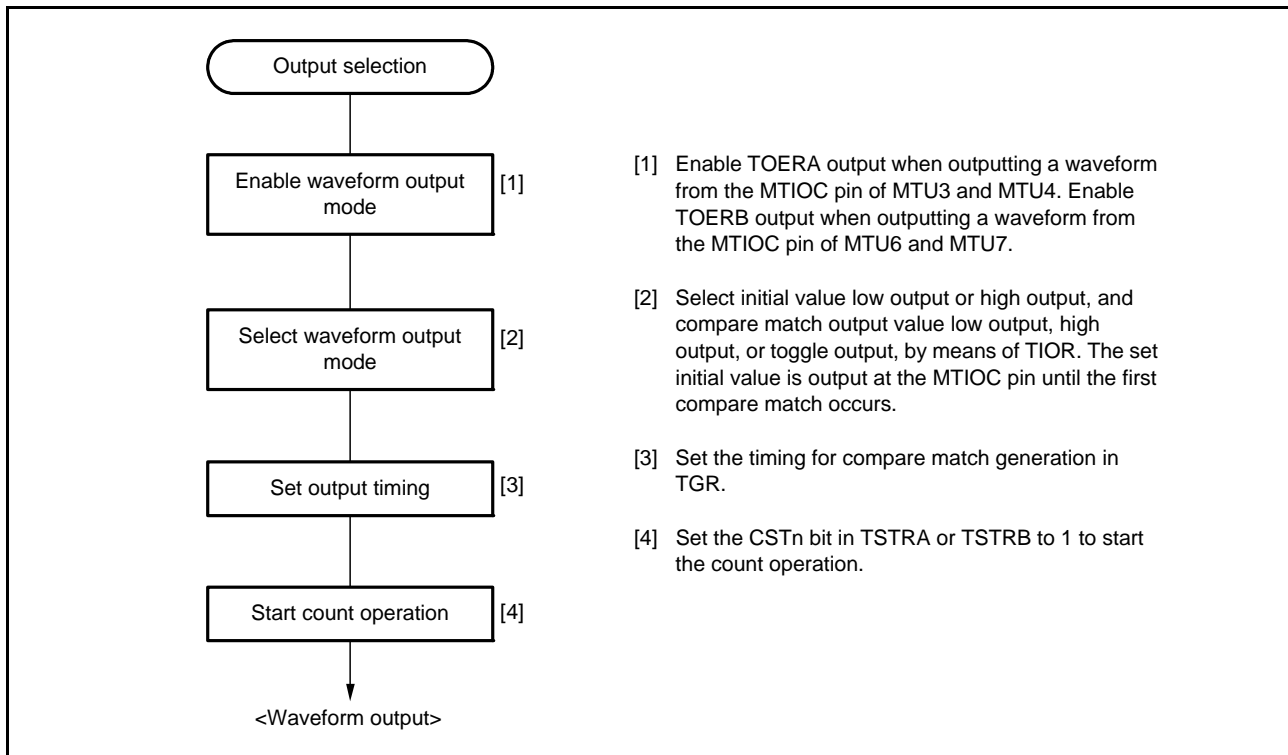 Output selection
Enable waveform output
mode
[1]
Select waveform output
mode
[2]
Set output timing
[3]
Start count operation
[4]
<Waveform output>
[1] Enable TOERA output when outputting a waveform
from the MTIOC pin of MTU3 and MTU4. Enable
TOERB output when outputting a waveform from
the MTIOC pin of MTU6 and MTU7.
[2] Select initial value low output or high output, and
compare match output value low output, high
output, or toggle output, by means of TIOR. The set
initial value is output at the MTIOC pin until the first
compare match occurs.
[3] Set the timing for compare match generation in
TGR.
[4] Set the CSTn bit in TSTRA or TSTRB to 1 to start
the count operation.